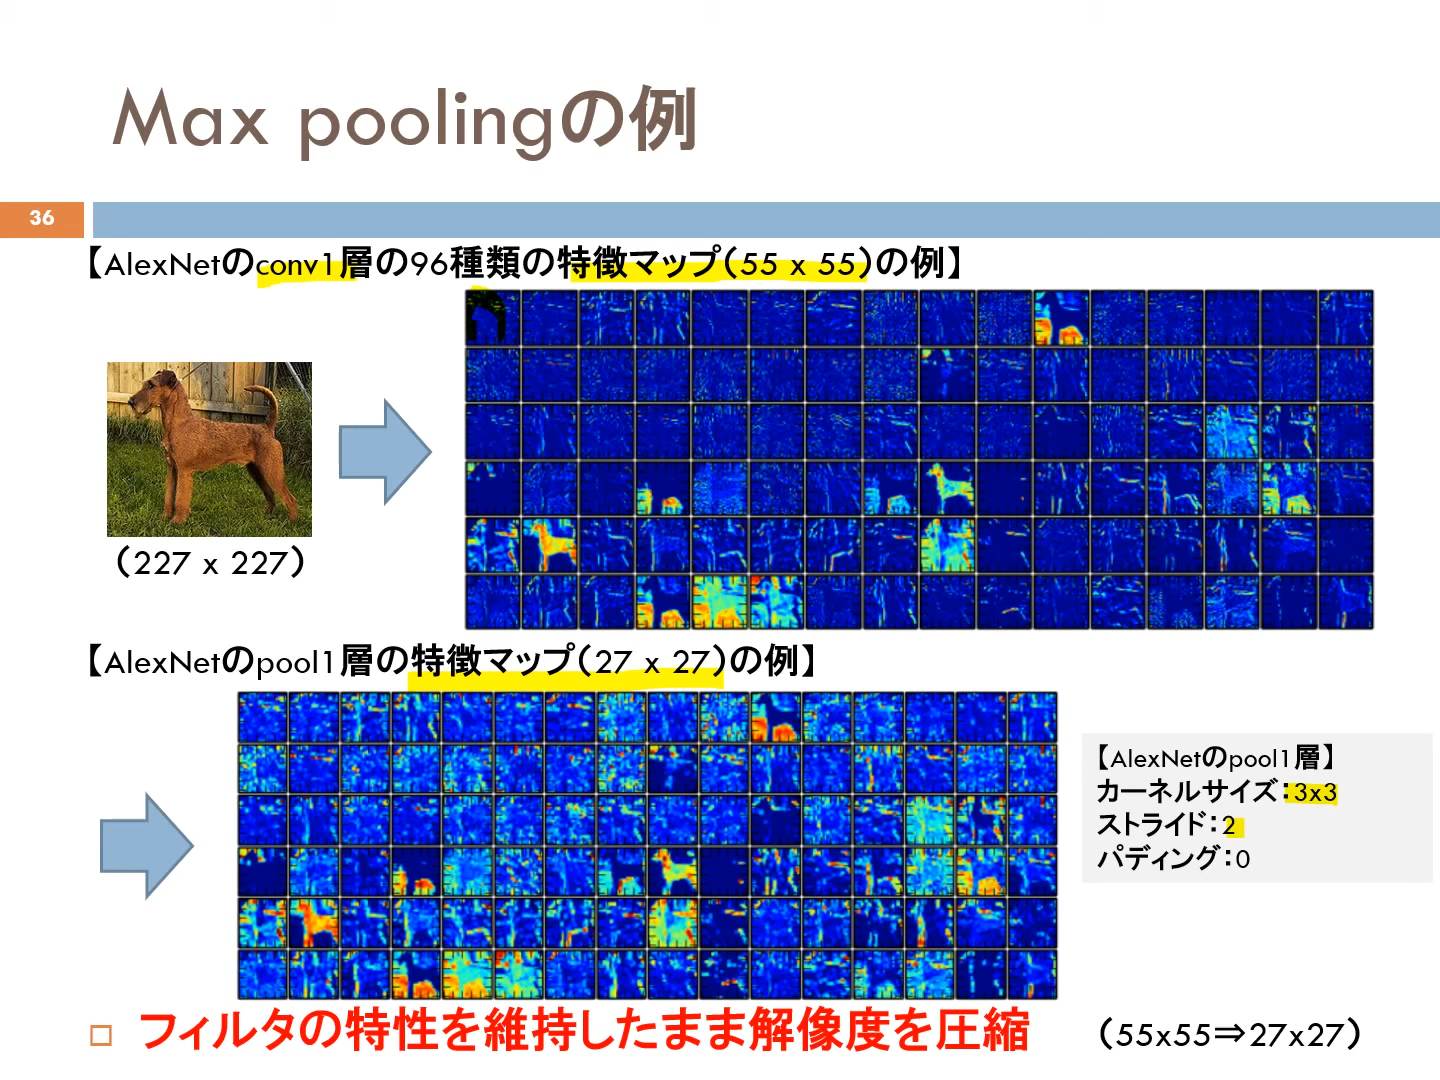 Max poolingの例
36
【AlexNetのconv1層の96種類の特徴マップ（55 x 55）の例】
（227 x 227）
【AlexNetのpool1層の特徴マップ（27 x 27）の例】
【AlexNetのpool1層】
カーネルサイズ：3x3
ストライド：2
パディング：0
フィルタの特性を維持したまま解像度を圧縮 （55x55⇒27x27）